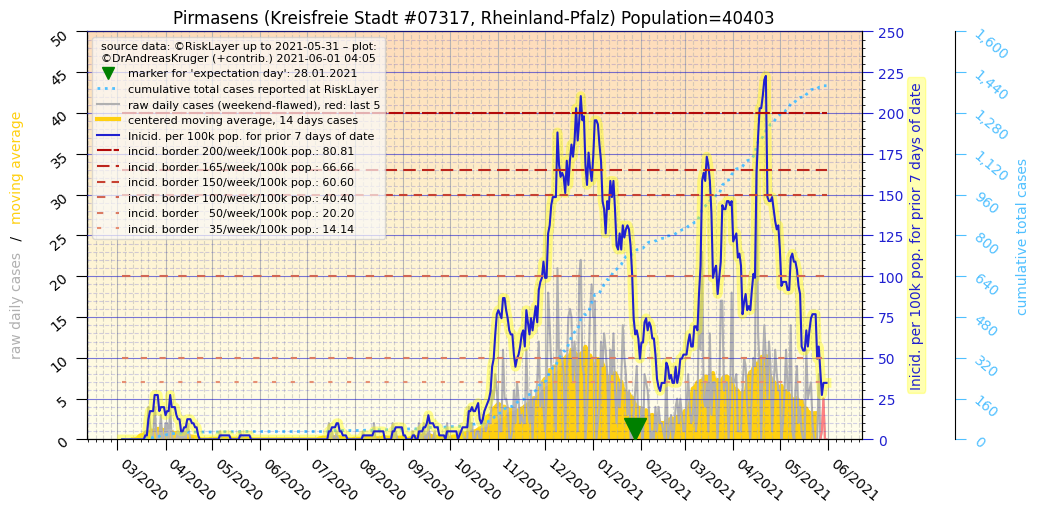 Pirmasens (Kreisfreie Stadt #07317, Rheinland-Pfalz) Population=40403
source data: ©RiskLayer up to 2021-05-31 – plot:
©DrAndreasKruger (+contrib.) 2021-06-01 04:05
marker for 'expectation day': 28.01.2021
cumulative total cases reported at RiskLayer
raw daily cases (weekend-flawed), red: last 5
centered moving average, 14 days cases
Inicid. per 100k pop. for prior 7 days of date
incid. border 200/week/100k pop.: 80.81
incid. border 165/week/100k pop.: 66.66
incid. border 150/week/100k pop.: 60.60
incid. border 100/week/100k pop.: 40.40
incid. border   50/week/100k pop.: 20.20
incid. border   35/week/100k pop.: 14.14
raw daily cases  /  moving average
50
45
40
35
30
25
20
15
10
5
0
03/2020
04/2020
05/2020
06/2020
07/2020
08/2020
09/2020
10/2020
11/2020
12/2020
01/2021
02/2021
03/2021
04/2021
05/2021
06/2021
250
225
200
175
150
125
100
75
50
25
0
Inicid. per 100k pop. for prior 7 days of date
1,600
1,440
1,280
1,120
960
800
640
480
320
160
0
cumulative total cases